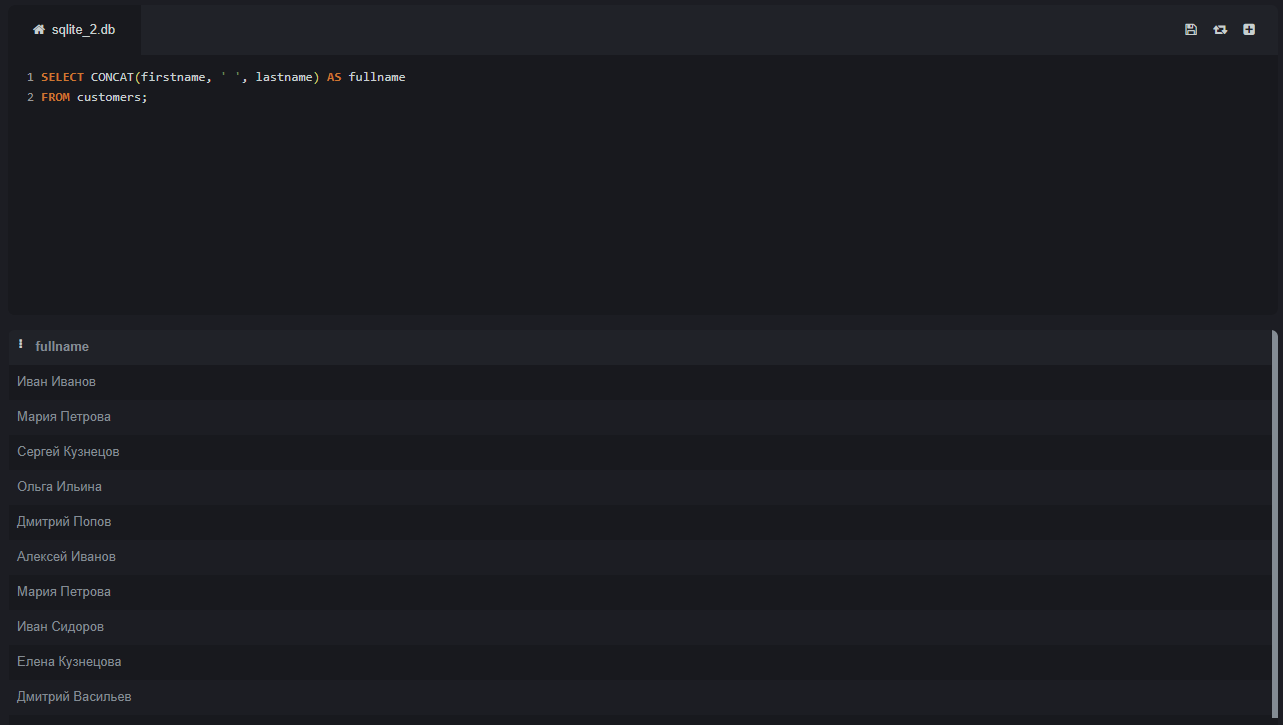 sqlite_2.db
1 SELECT CONCAT(firstname, ' ', lastname) AS fullname
2 FROM customers;
fullname
Иван Иванов
Мария Петрова
Сергей Кузнецов
Ольга Ильина
Дмитрий Попов
Алексей Иванов
Мария Петрова
Иван Сидоров
Елена Кузнецова
Дмитрий Васильев